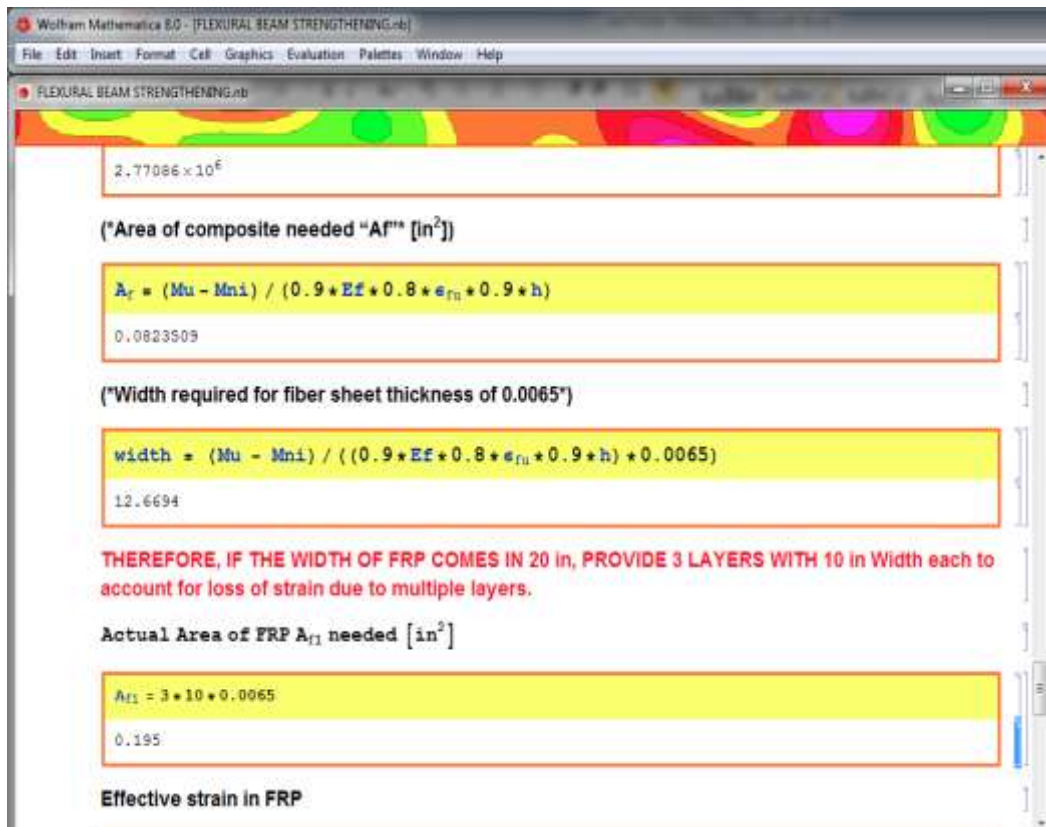 Wolfram Mathematica 8.0 - [FLEXURAL BEAM STRENGTHENING.nb]
File Edit Insert Format Cell Graphics Evaluation Palettes Window Help
FLEXURAL BEAM STRENGTHENING.nb
2.77086×10⁶
(*Area of composite needed “Af”* [in²])
A_f = (Mu - Mni) / (0.9*Ef*0.8*ε_fu*0.9*h)
0.0823509
(*Width required for fiber sheet thickness of 0.0065*)
width = (Mu - Mni) / ((0.9*Ef*0.8*ε_fu*0.9*h)*0.0065)
12.6694
THEREFORE, IF THE WIDTH OF FRP COMES IN 20 in, PROVIDE 3 LAYERS WITH 10 in Width each to
account for loss of strain due to multiple layers.
Actual Area of FRP A_f1 needed [in²]
A_f1 = 3*10*0.0065
0.195
Effective strain in FRP